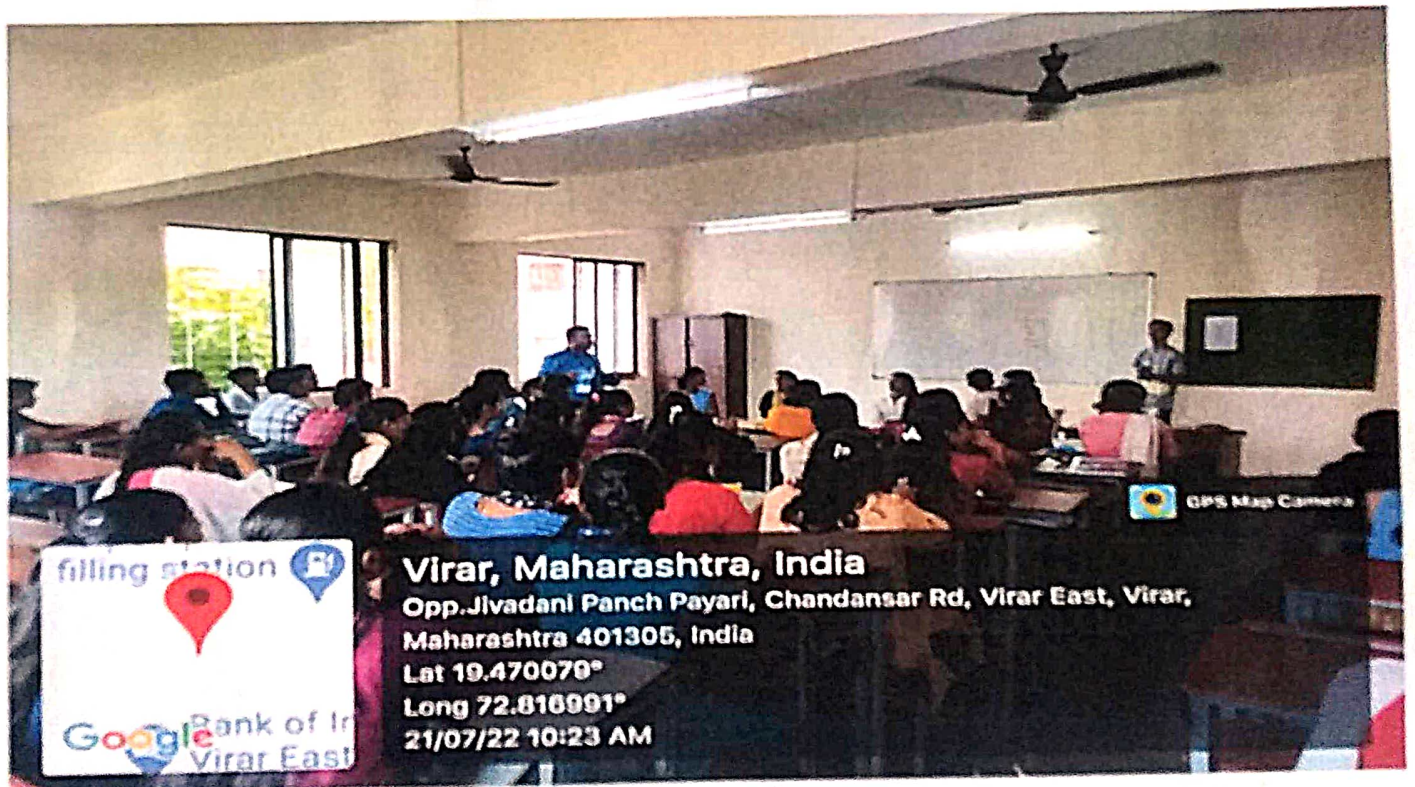 GPS Map Camera
filling station
Google
Bank of In
Virar East
Virar, Maharashtra, India
Opp.Jivadani Panch Payari, Chandansar Rd, Virar East, Virar,
Maharashtra 401305, India
Lat 19.470079°
Long 72.816991°
21/07/22 10:23 AM